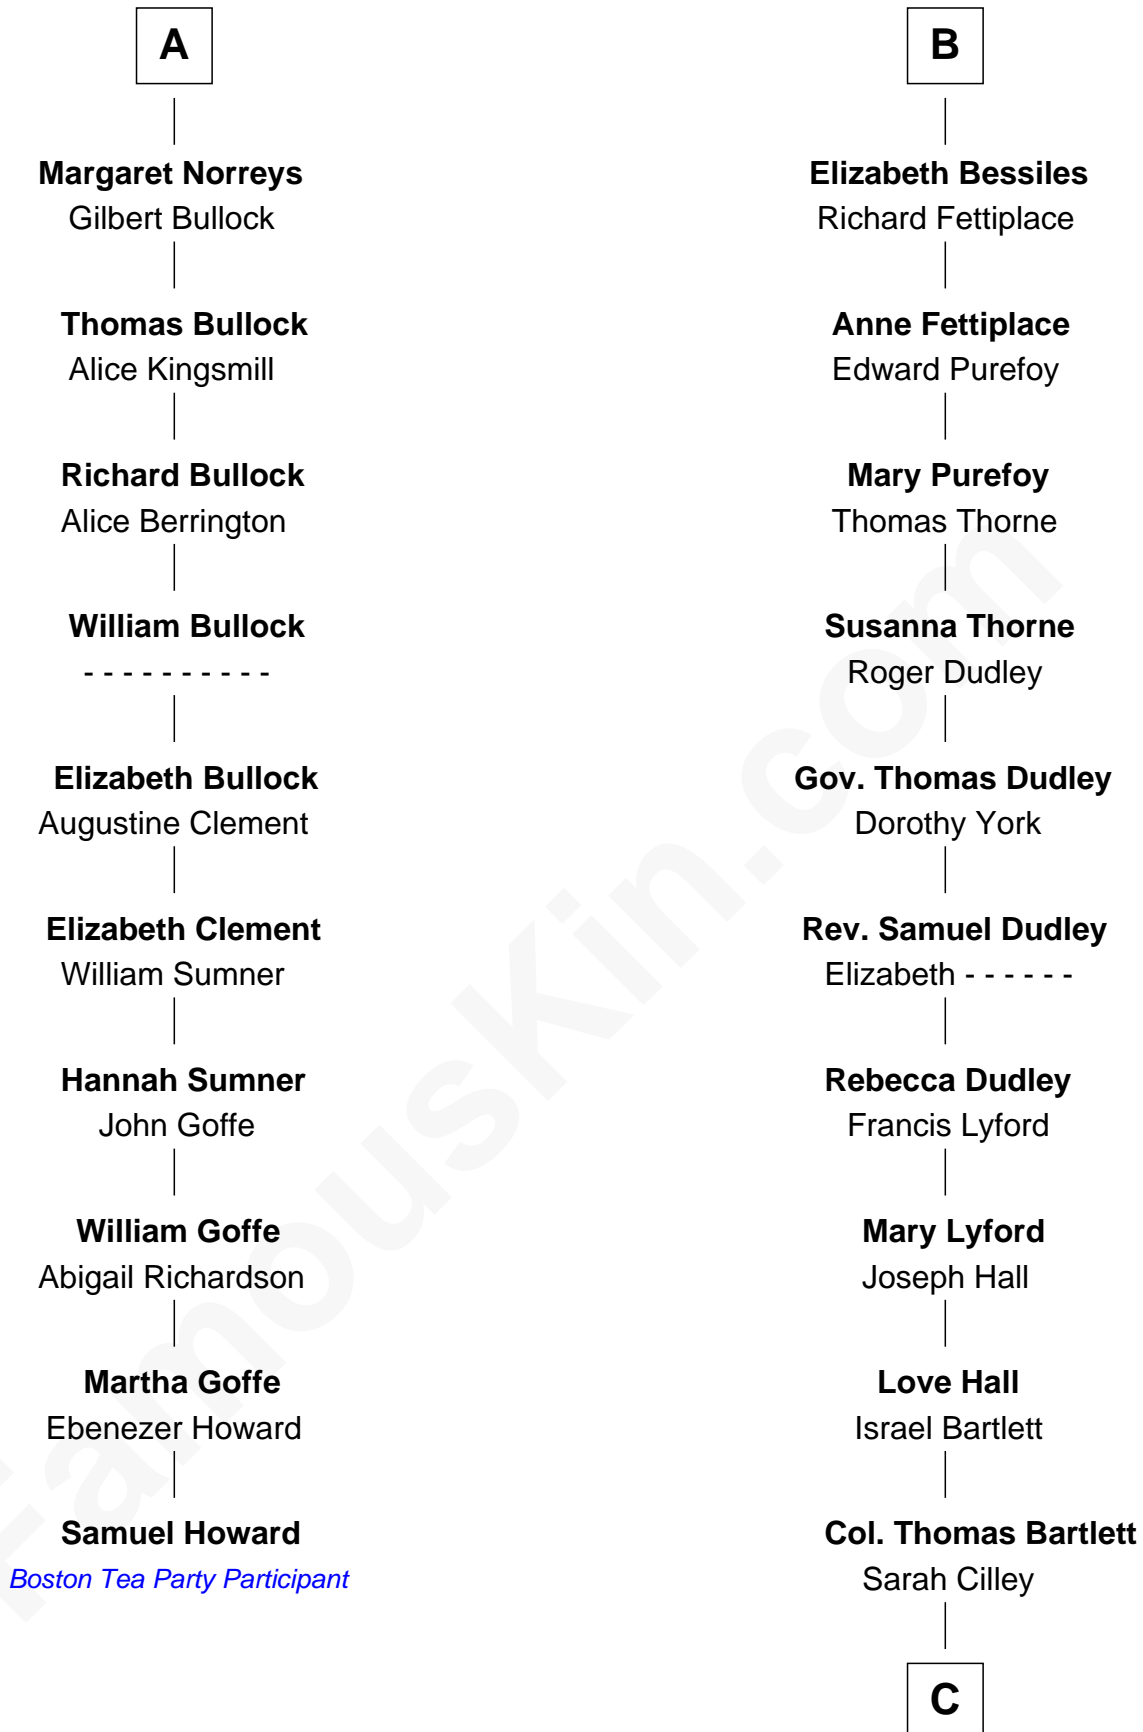 A
Margaret Norreys
Gilbert Bullock
Thomas Bullock
Alice Kingsmill
Richard Bullock
Alice Berrington
William Bullock
- - - - - - - - - -
Elizabeth Bullock
Augustine Clement
Elizabeth Clement
William Sumner
Hannah Sumner
John Goffe
William Goffe
Abigail Richardson
Martha Goffe
Ebenezer Howard
Samuel Howard
Boston Tea Party Participant
B
Elizabeth Bessiles
Richard Fettiplace
Anne Fettiplace
Edward Purefoy
Mary Purefoy
Thomas Thorne
Susanna Thorne
Roger Dudley
Gov. Thomas Dudley
Dorothy York
Rev. Samuel Dudley
Elizabeth - - - - - -
Rebecca Dudley
Francis Lyford
Mary Lyford
Joseph Hall
Love Hall
Israel Bartlett
Col. Thomas Bartlett
Sarah Cilley
C
FamousKin.com